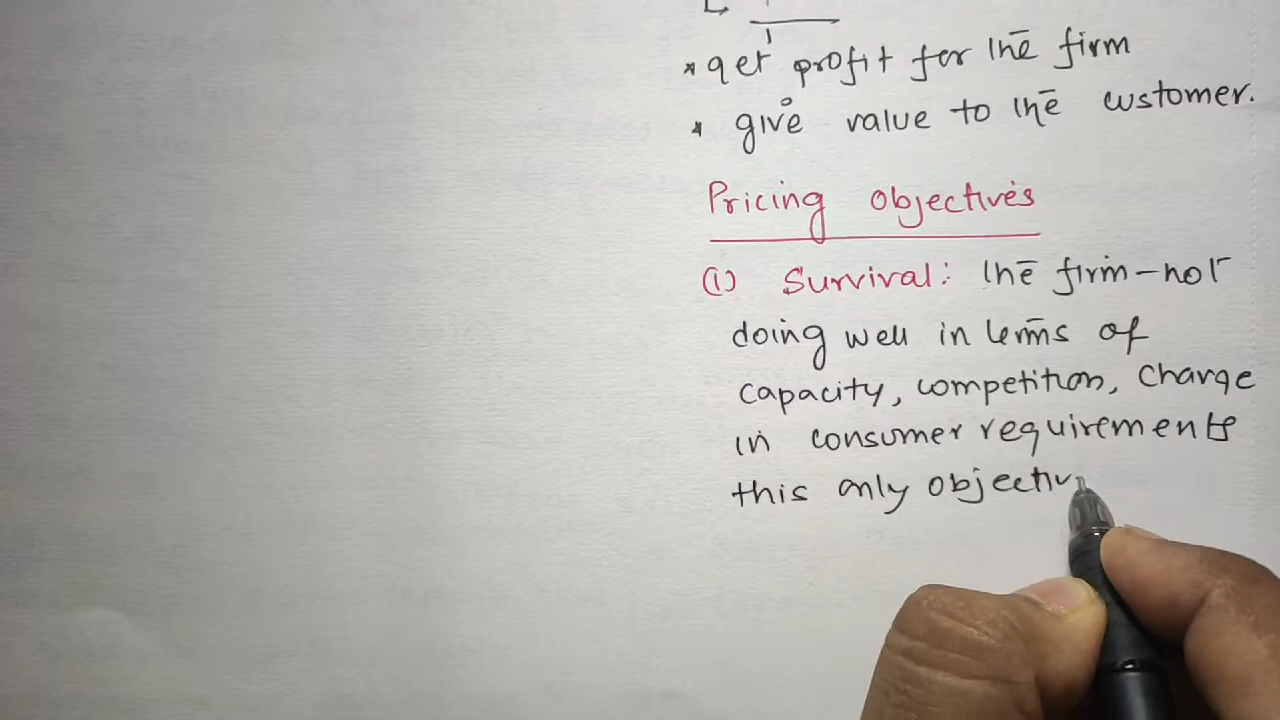 * get profit for the firm
* give value to the customer.
Pricing Objectives
(1) Survival: the firm - not
doing well in terms of
capacity, competition, Change
in consumer requirements
this only objectiv